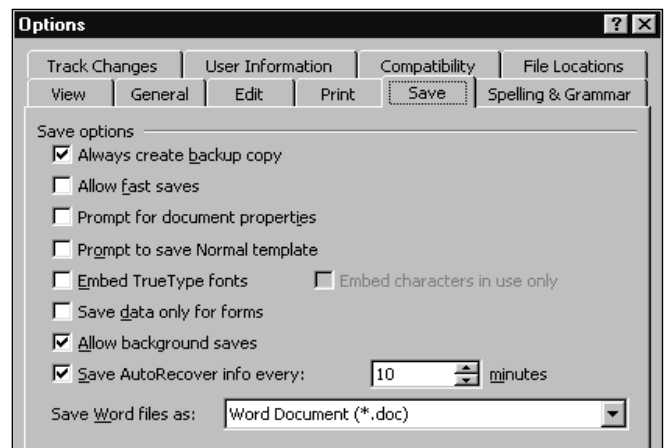 Options
Track Changes User Information Compatibility File Locations
View General Edit Print Save Spelling & Grammar
Save options
Always create backup copy
Allow fast saves
Prompt for document properties
Prompt to save Normal template
Embed TrueType fonts Embed characters in use only
Save data only for forms
Allow background saves
Save AutoRecover info every: 10 minutes
Save Word files as: Word Document (*.doc)